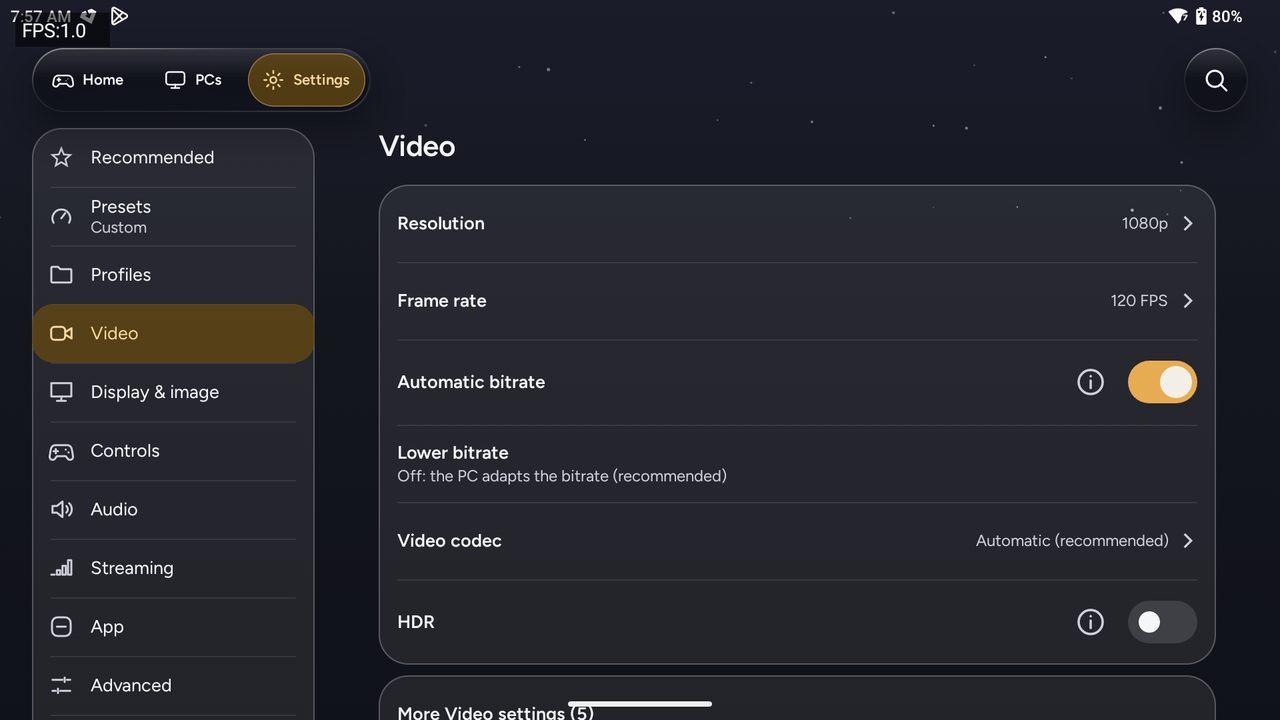 7:57 AM
80%
FPS:1.0
Home
PCs
Settings
Recommended
Presets
Custom
Profiles
Video
Display & image
Controls
Audio
Streaming
App
Advanced
Video
Resolution
1080p
Frame rate
120 FPS
Automatic bitrate
Lower bitrate
Off: the PC adapts the bitrate (recommended)
Video codec
Automatic (recommended)
HDR
More Video settings (5)